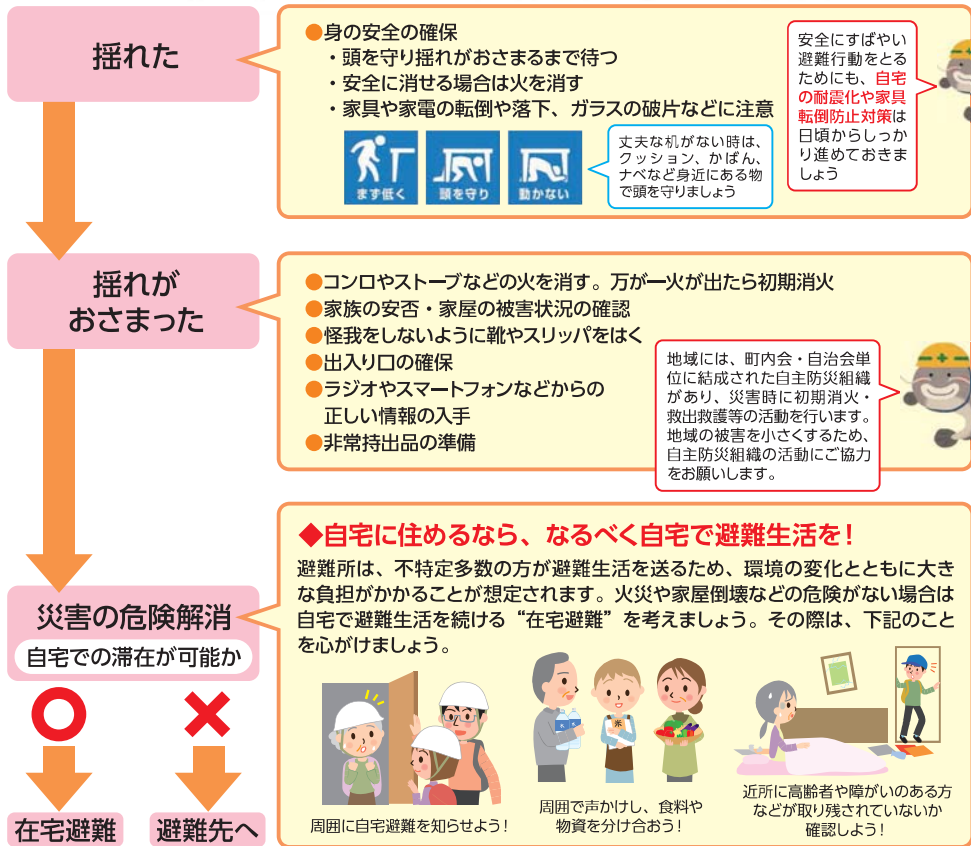 揺れた
●身の安全の確保
・頭を守り揺れがおさまるまで待つ
・安全に消せる場合は火を消す
・家具や家電の転倒や落下、ガラスの破片などに注意
まず低く
頭を守り
動かない
丈夫な机がない時は、
クッション、かばん、
ナベなど身近にある物
で頭を守りましょう
安全にすばやい
避難行動をとる
ためにも、自宅
の耐震化や家具
転倒防止対策は
日頃からしっか
り進めておきま
しょう
揺れが
おさまった
●コンロやストーブなどの火を消す。万が一火が出たら初期消火
●家族の安否・家屋の被害状況の確認
●怪我をしないように靴やスリッパをはく
●出入り口の確保
●ラジオやスマートフォンなどからの
正しい情報の入手
●非常持出品の準備
地域には、町内会・自治会単
位に結成された自主防災組織
があり、災害時に初期消火・
救出救護等の活動を行います。
地域の被害を小さくするため、
自主防災組織の活動にご協力
をお願いします。
災害の危険解消
自宅での滞在が可能か
在宅避難
避難先へ
◆自宅に住めるなら、なるべく自宅で避難生活を!
避難所は、不特定多数の方が避難生活を送るため、環境の変化とともに大き
な負担がかかることが想定されます。火災や家屋倒壊などの危険がない場合は
自宅で避難生活を続ける“在宅避難”を考えましょう。その際は、下記のこと
を心がけましょう。
周囲に自宅避難を知らせよう!
水 水
米
周囲で声かけし、食料や
物資を分け合おう!
近所に高齢者や障がいのある方
などが取り残されていないか
確認しよう!